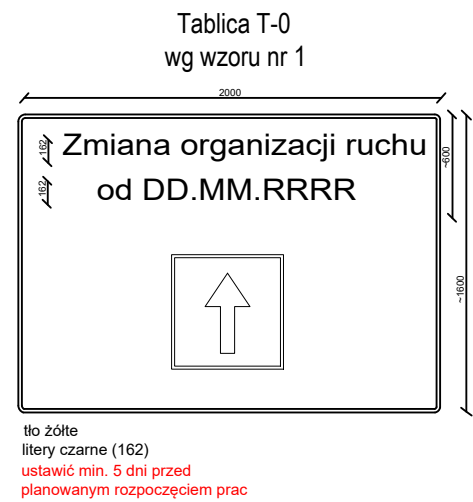 Tablica T-0
wg wzoru nr 1
2000
162
Zmiana organizacji ruchu
~600
162
od DD.MM.RRRR
~1600
tło żółte
litery czarne (162)
ustawić min. 5 dni przed
planowanym rozpoczęciem prac